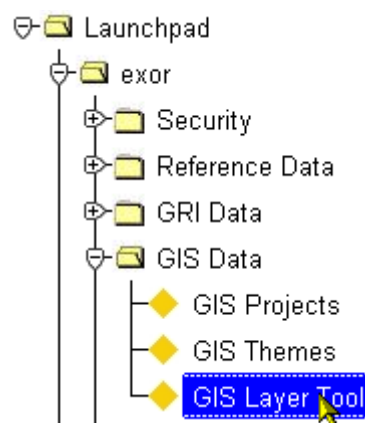 Launchpad
exor
Security
Reference Data
GRI Data
GIS Data
GIS Projects
GIS Themes
GIS Layer Tool